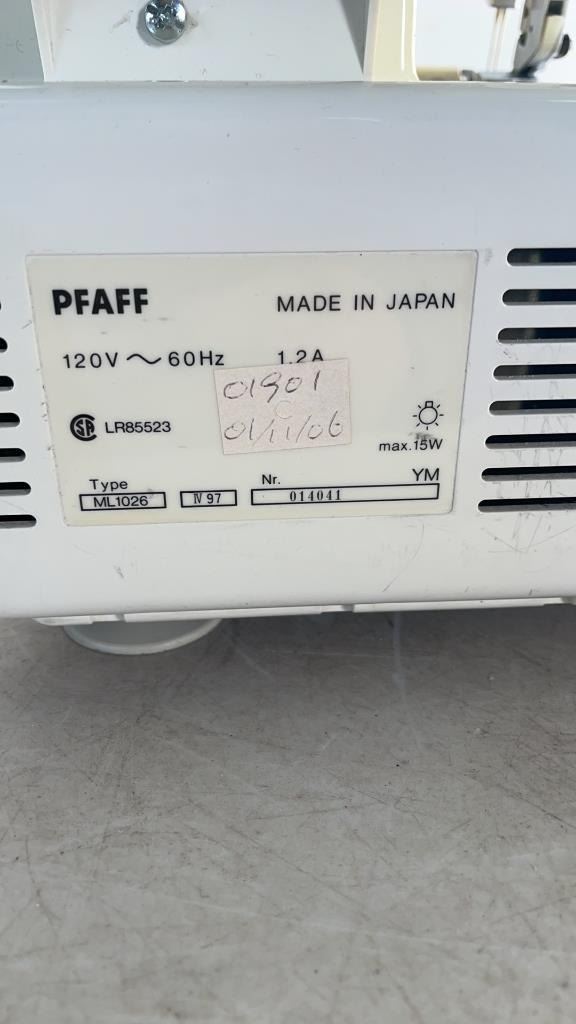 PFAFF MADE IN JAPAN
120V ～ 60Hz 1.2 A
01901
LR85523
01/11/06
max.15W
Type Nr. YM
ML1026 Ⅳ 97 014041